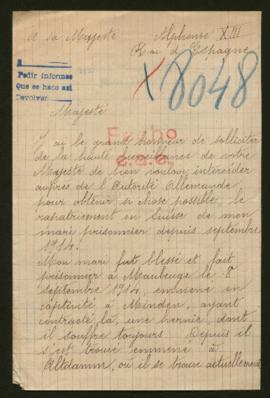 A sa Majesté Alphonse XIII
Roi d'Espagne
Pedir informes
Que se hace así
Devolver
X 8048
Majesté
Fecho
J'ai le grand honneur de solliciter
de la haute de votre
Majesté de bien vouloir intercéder
auprès de l'Autorité Allemande
pour obtenir, si chose possible, le
rapatriement en Suisse de mon
mari prisonnier depuis septembre
1914.
Mon mari fut blessé et fait
prisonnier à Maubeuge le 8
septembre 1914, emmené en
captivité à Minden, ayant
contracté là, une hernie, dont
il souffre toujours. Depuis il
s'est trouvé emmené à
Altdamm, où il se trouve actuellement